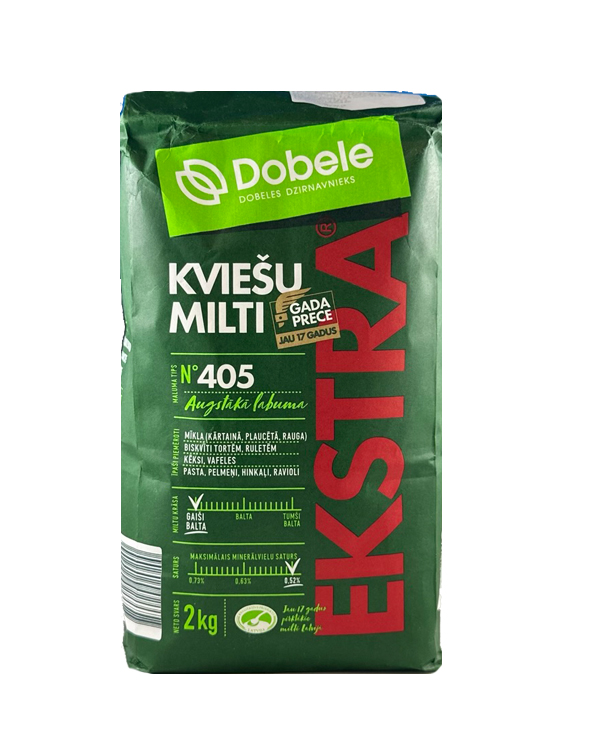 Dobele
DOBELES DZIRNAVNIEKS
EKSTRA®
KVIEŠU
MILTI
GADA
PRECE
JAU 17 GADUS
MALUMA TIPS
N°405
Augstākā labuma
ĪPAŠI PIEMĒROTI
MĪKLA (KĀRTAINĀ, PLAUCĒTĀ, RAUGA)
BISKVĪTI TORTĒM, RULETĒM
KĒKSI, VAFELES
PASTA, PELMEŅI, HINKAĻI, RAVIOLI
MILTU KRĀSA
GAIŠI
BALTA
BALTA
TUMŠI
BALTA
SATURS
MAKSIMĀLAIS MINERĀLVIELU SATURS
0.73% 0.63% 0.52%
NETO SVARS
2kg
Jau 17 gadus
pirktākie
milti Latvijā